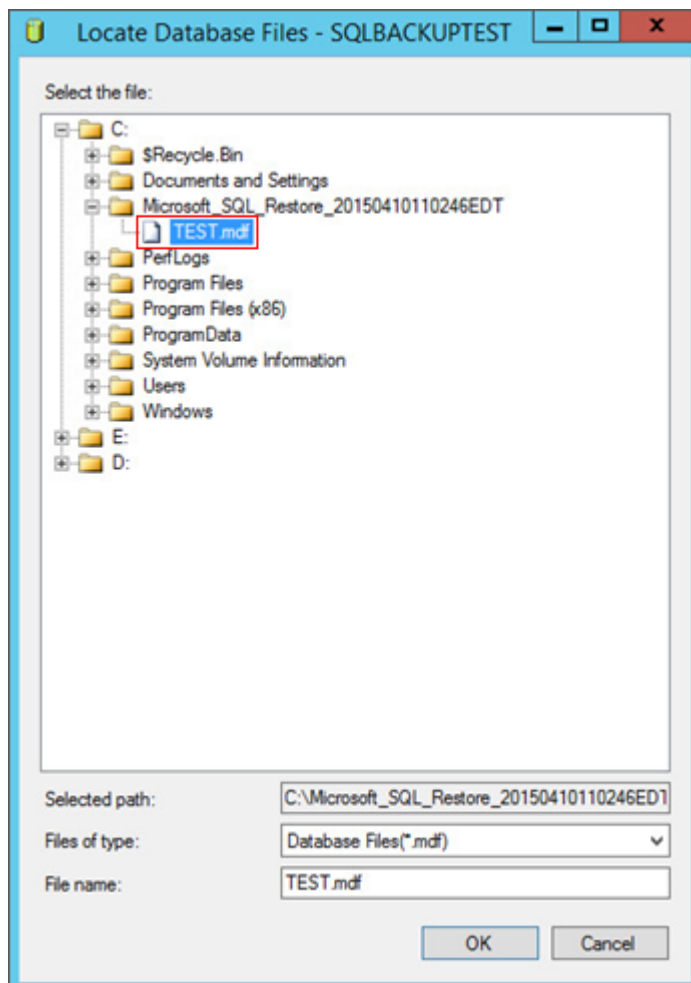 Locate Database Files - SQLBACKUPTEST
Select the file:
C:
$Recycle.Bin
Documents and Settings
Microsoft_SQL_Restore_20150410110246EDT
TEST.mdf
PerfLogs
Program Files
Program Files (x86)
ProgramData
System Volume Information
Users
Windows
E:
D:
Selected path: C:\Microsoft_SQL_Restore_20150410110246EDT
Files of type: Database Files(*.mdf)
File name: TEST.mdf
OK Cancel